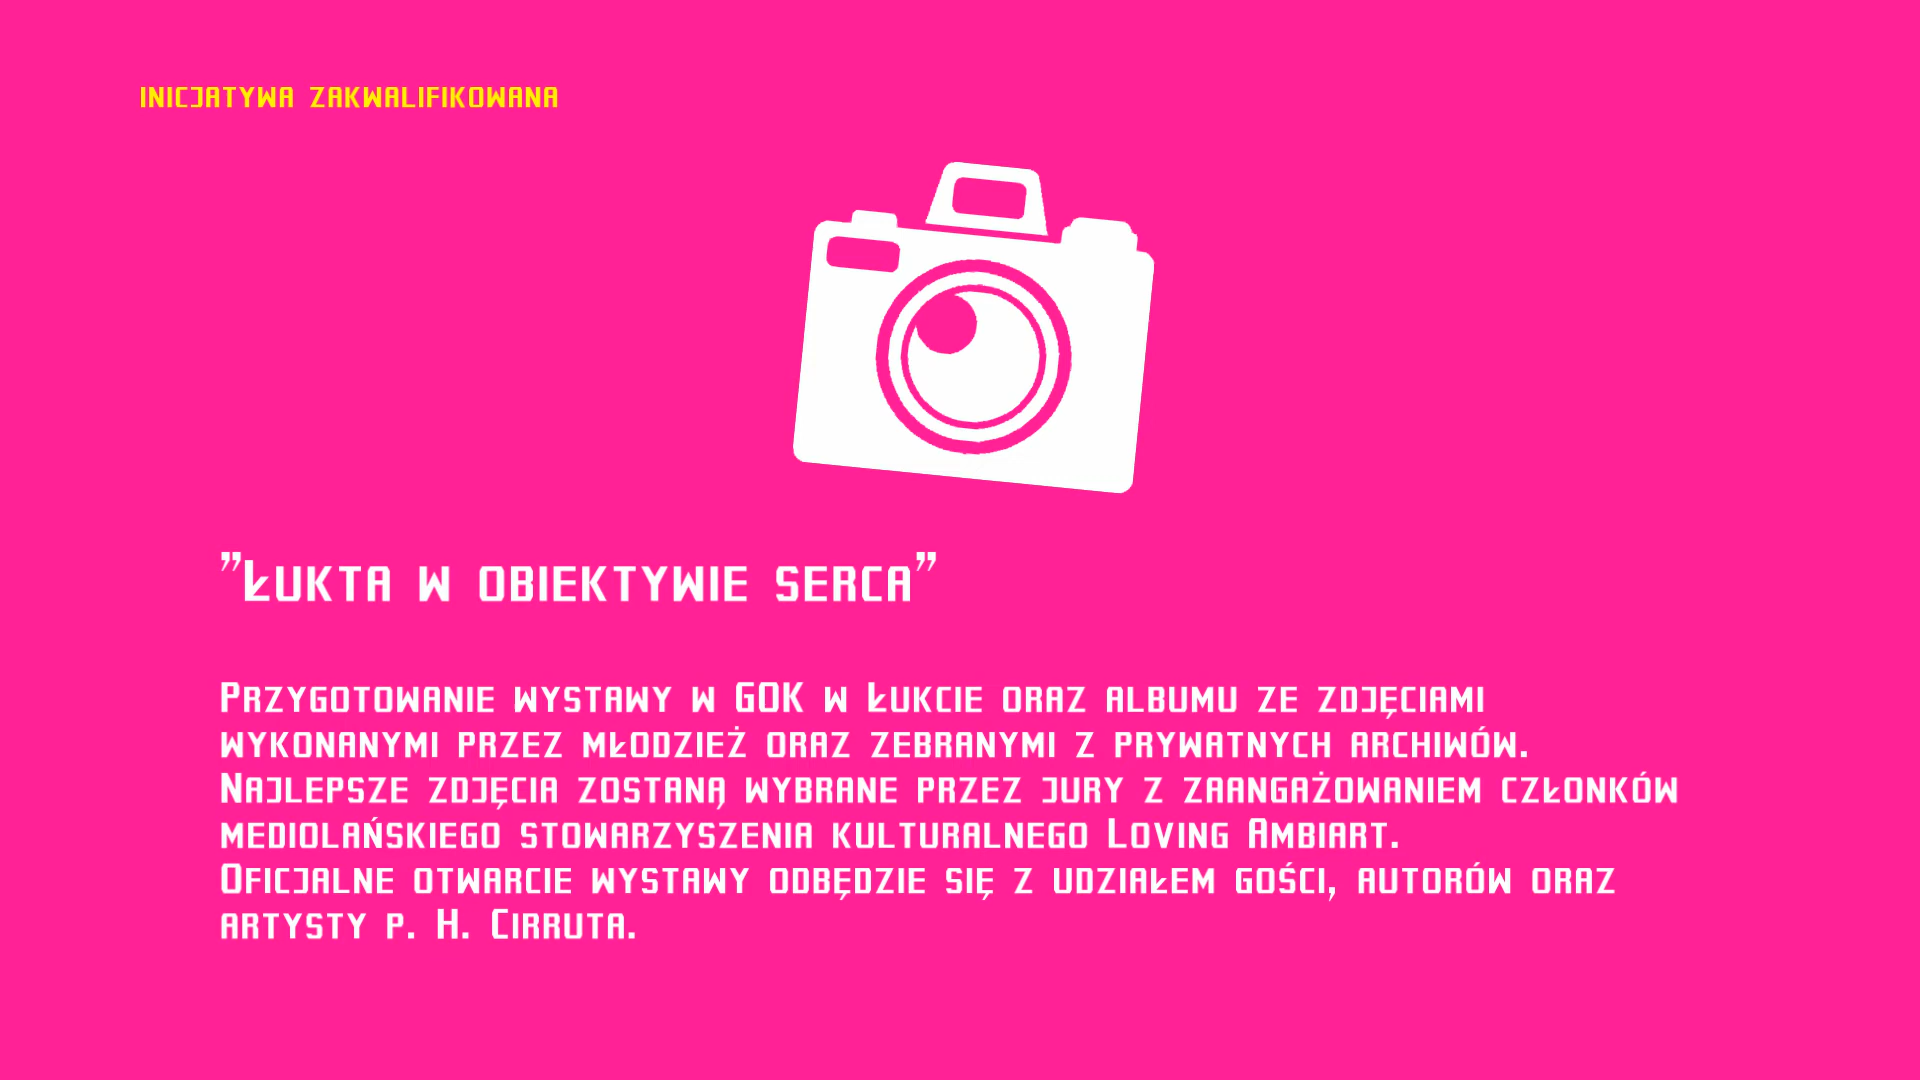 INICJATYWA ZAKWALIFIKOWANA
”ŁUKTA W OBIEKTYWIE SERCA”
PRZYGOTOWANIE WYSTAWY W GOK W ŁUKCIE ORAZ ALBUMU ZE ZDJĘCIAMI
WYKONANYMI PRZEZ MŁODZIEŻ ORAZ ZEBRANYMI Z PRYWATNYCH ARCHIWÓW.
NAJLEPSZE ZDJĘCIA ZOSTANĄ WYBRANE PRZEZ JURY Z ZAANGAŻOWANIEM CZŁONKÓW
MEDIOLAŃSKIEGO STOWARZYSZENIA KULTURALNEGO LOVING AMBIART.
OFICJALNE OTWARCIE WYSTAWY ODBĘDZIE SIĘ Z UDZIAŁEM GOŚCI, AUTORÓW ORAZ
ARTYSTY P. H. CIRRUTA.